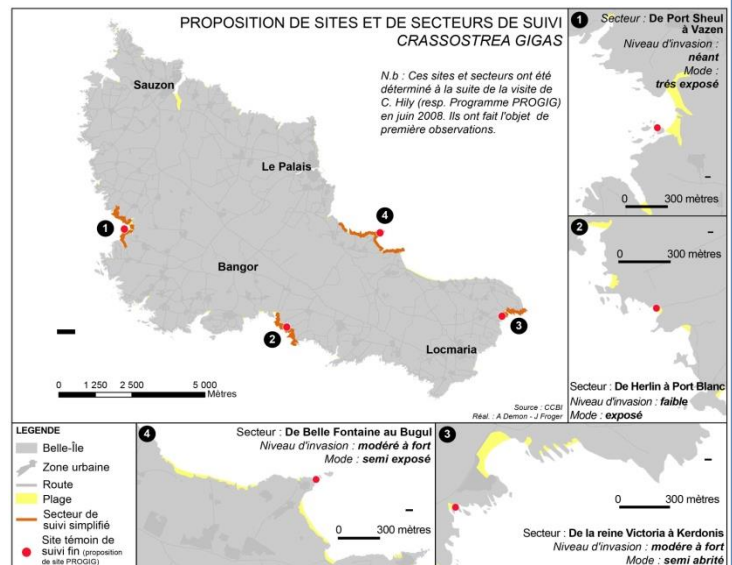 PROPOSITION DE SITES ET DE SECTEURS DE SUIVI
CRASSOSTREA GIGAS
N.b : Ces sites et secteurs ont été
déterminé à la suite de la visite de
C. Hily (resp. Programme PROGIG)
en juin 2008. Ils ont fait l'objet de
première observations.
Sauzon
Le Palais
Bangor
Locmaria
1
2
3
4
0 1 250 2 500 5 000
Mètres
Source : CCBI
Réal. : A Demon - J Froger
1
Secteur : De Port Sheul
à Vazen
Niveau d'invasion :
néant
Mode :
trés exposé
0 300 mètres
2
0 300 mètres
Secteur : De Herlin à Port Blanc
Niveau d'invasion : faible
Mode : exposé
LEGENDE
Belle-Île
Zone urbaine
Route
Plage
Secteur de
suivi simplifié
Site témoin de
suivi fin (proposition
de site PROGIG)
4
Secteur : De Belle Fontaine au Bugul
Niveau d'invasion : modéré à fort
Mode : semi exposé
0 300 mètres
3
0 300 mètres
Secteur : De la reine Victoria à Kerdonis
Niveau d'invasion : modére à fort
Mode : semi abrité